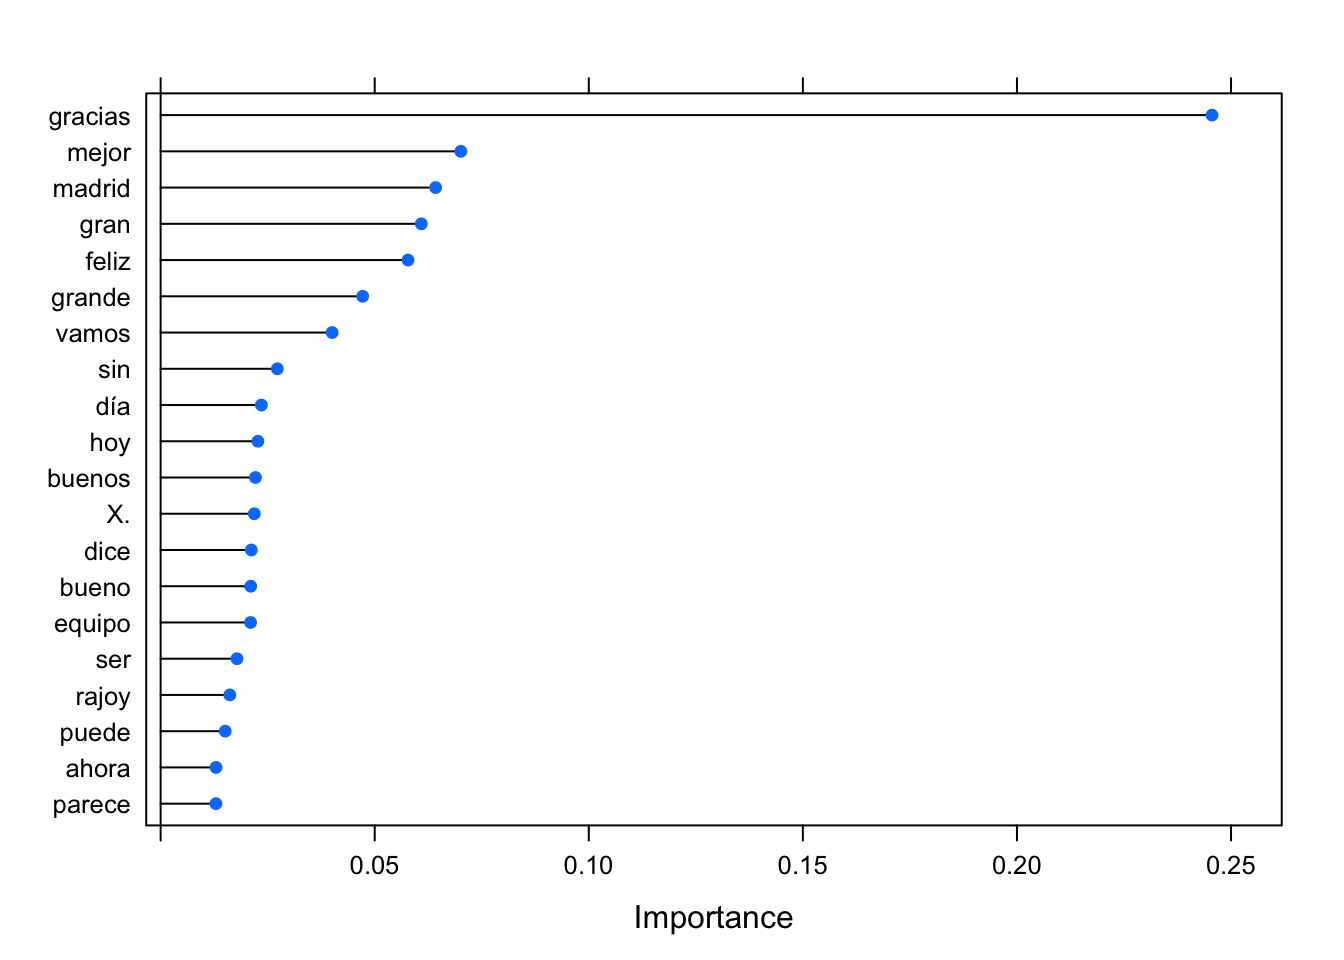 gracias
mejor
madrid
gran
feliz
grande
vamos
sin
día
hoy
buenos
X.
dice
bueno
equipo
ser
rajoy
puede
ahora
parece
0.05 0.10 0.15 0.20 0.25
Importance